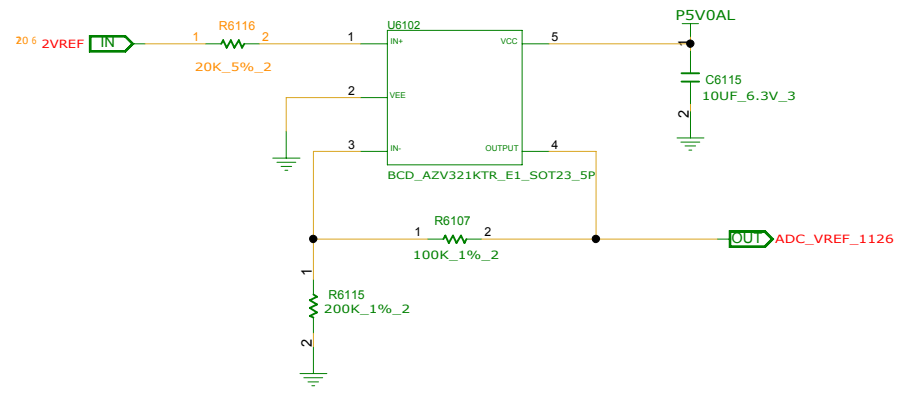 P5V0AL
R6116
U6102
20 6 2VREF IN 1 2 1 IN+ VCC 5 1
20K_5%_2
C6115
10UF_6.3V_3
2 VEE
2
3 IN- OUTPUT 4
BCD_AZV321KTR_E1_SOT23_5P
R6107
1 2
OUT ADC_VREF_1126
100K_1%_2
1
R6115
200K_1%_2
2